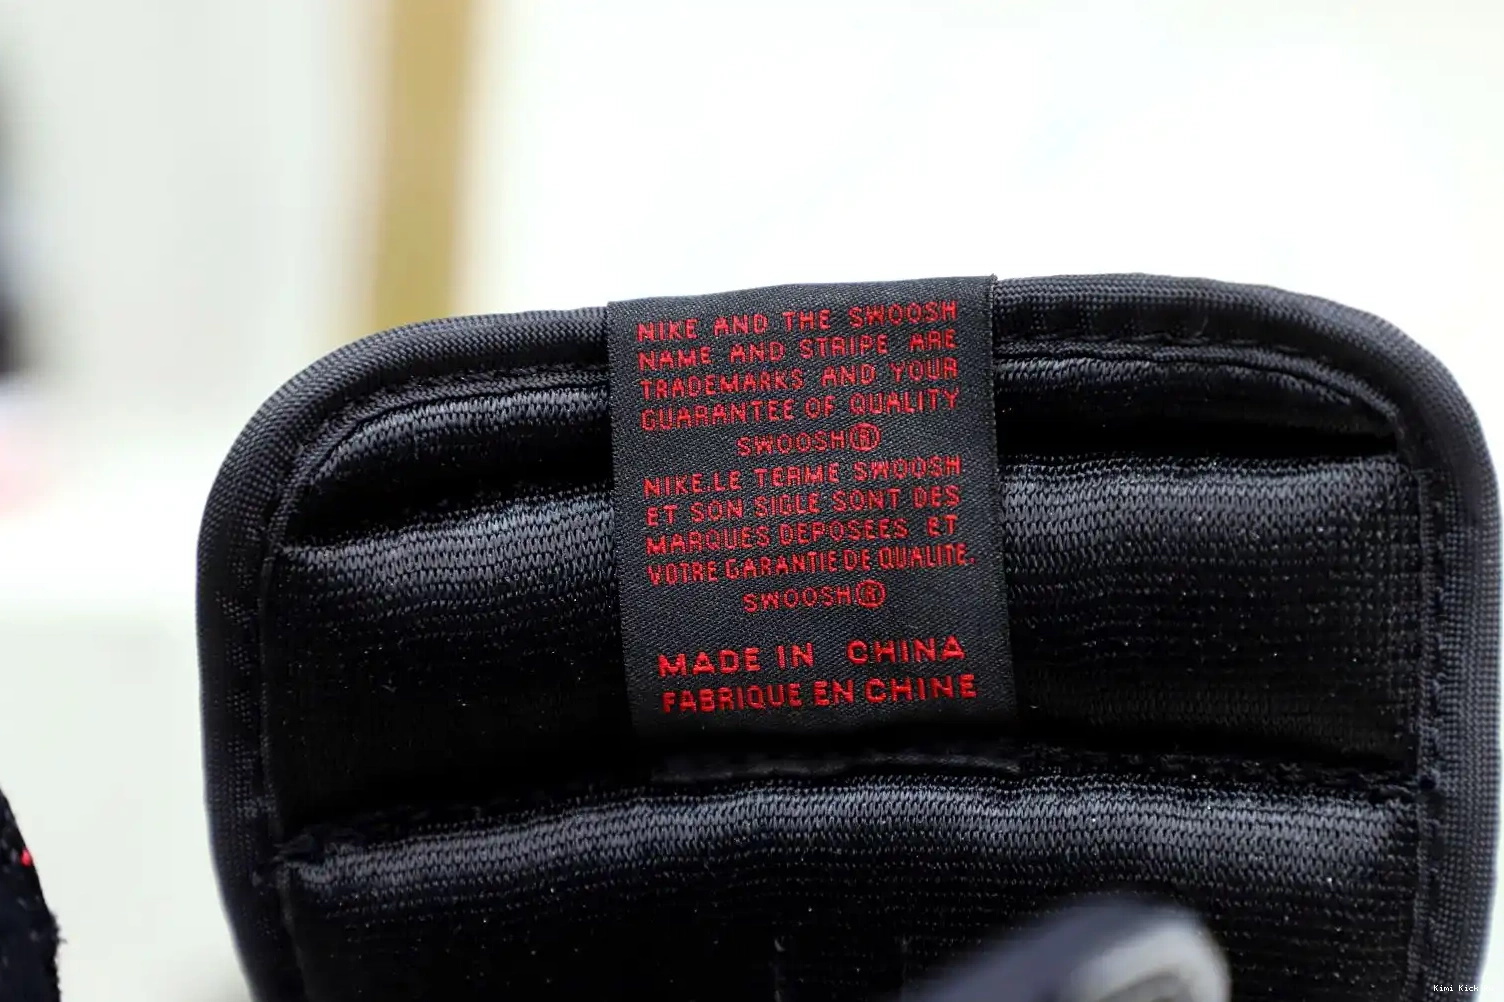 NIKE AND THE SWOOSH
NAME AND STRIPE ARE
TRADEMARKS AND YOUR
GUARANTEE OF QUALITY
SWOOSH®
NIKE.LE TERME SWOOSH
ET SON SIGLE SONT DES
MARQUES DEPOSEES ET
VOTRE GARANTIE DE QUALITE.
SWOOSH®
MADE IN CHINA
FABRIQUE EN CHINE
Kimi Kick